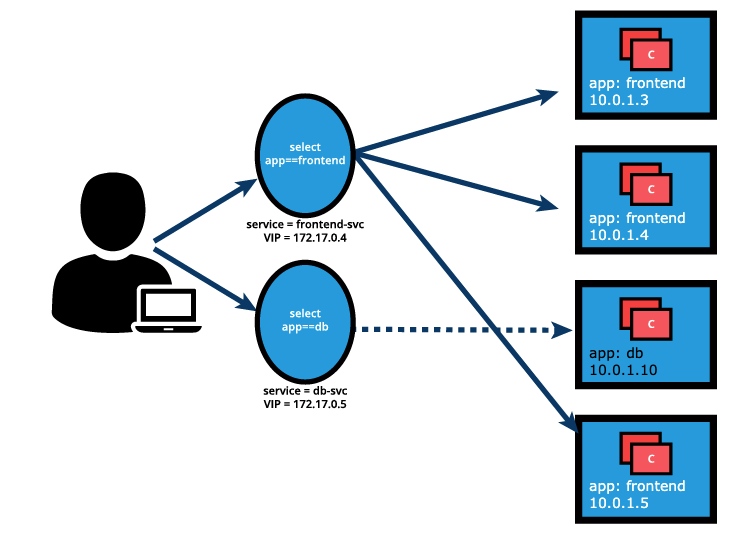 select
app==frontend
service = frontend-svc
VIP = 172.17.0.4
select
app==db
service = db-svc
VIP = 172.17.0.5
C
app: frontend
10.0.1.3
C
app: frontend
10.0.1.4
C
app: db
10.0.1.10
C
app: frontend
10.0.1.5